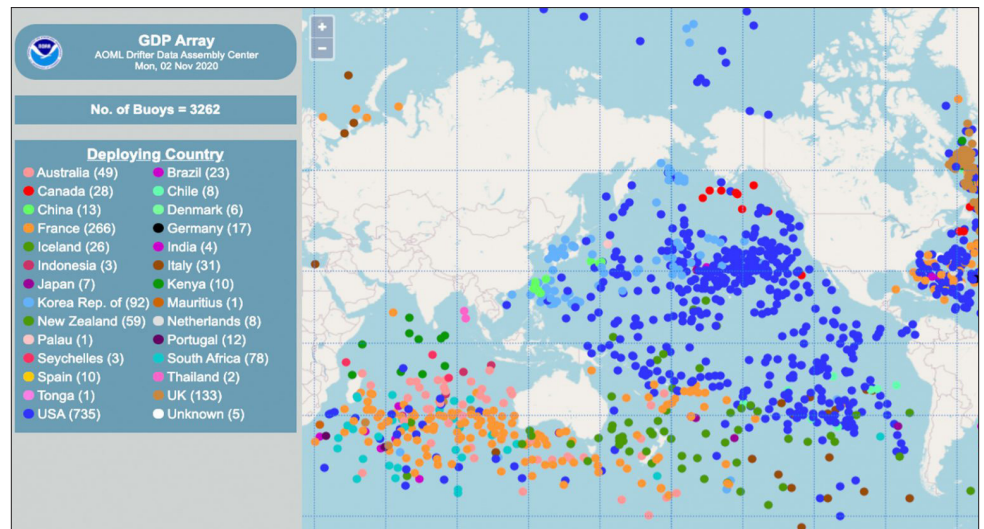 GDP Array
AOML Drifter Data Assembly Center
Mon, 02 Nov 2020
No. of Buoys = 3262
Deploying Country
Australia (49) Brazil (23)
Canada (28) Chile (8)
China (13) Denmark (6)
France (266) Germany (17)
Iceland (26) India (4)
Indonesia (3) Italy (31)
Japan (7) Kenya (10)
Korea Rep. of (92) Mauritius (1)
New Zealand (59) Netherlands (8)
Palau (1) Portugal (12)
Seychelles (3) South Africa (78)
Spain (10) Thailand (2)
Tonga (1) UK (133)
USA (735) Unknown (5)
+
−